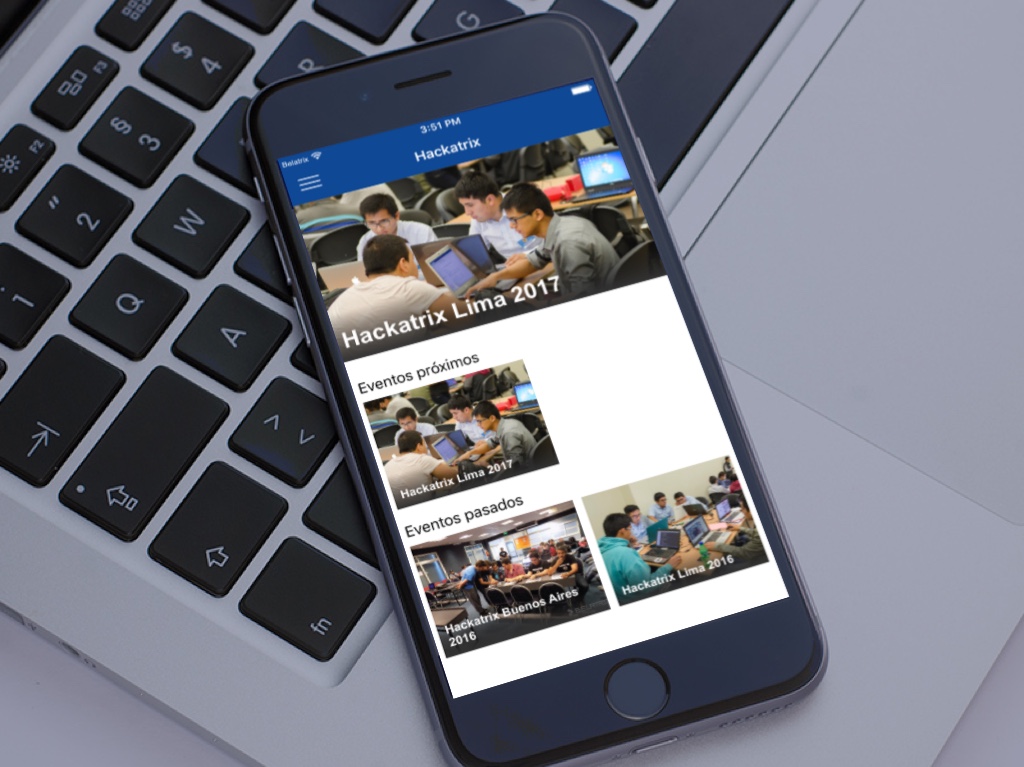 3:51 PM
Belatrix
Hackatrix
Hackatrix Lima 2017
Eventos próximos
Hackatrix Lima 2017
Eventos pasados
Hackatrix Buenos Aires
2016
Hackatrix Lima 2016
F3
$
4
R
G
F2
§
3
"
2
W
1
Q
A
>
<
fn